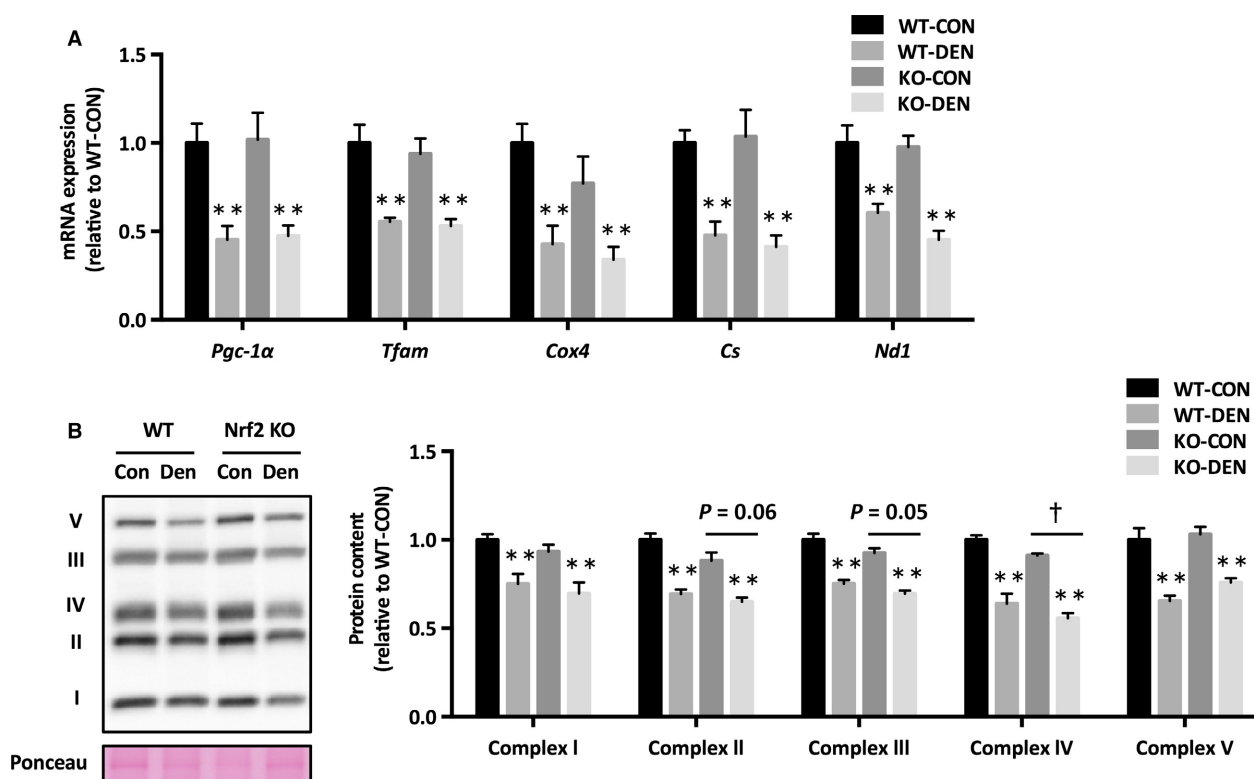 A
1.5
1.0
0.5
0.0
mRNA expression
(relative to WT-CON)
WT-CON
WT-DEN
KO-CON
KO-DEN
** ** ** ** ** ** ** ** ** **
Pgc-1α Tfam Cox4 Cs Nd1
B
WT Nrf2 KO
Con Den Con Den
V
III
IV
II
I
Ponceau
1.5
1.0
0.5
0.0
Protein content
(relative to WT-CON)
WT-CON
WT-DEN
KO-CON
KO-DEN
P = 0.06 P = 0.05 †
** ** ** ** ** ** ** ** ** **
Complex I Complex II Complex III Complex IV Complex V